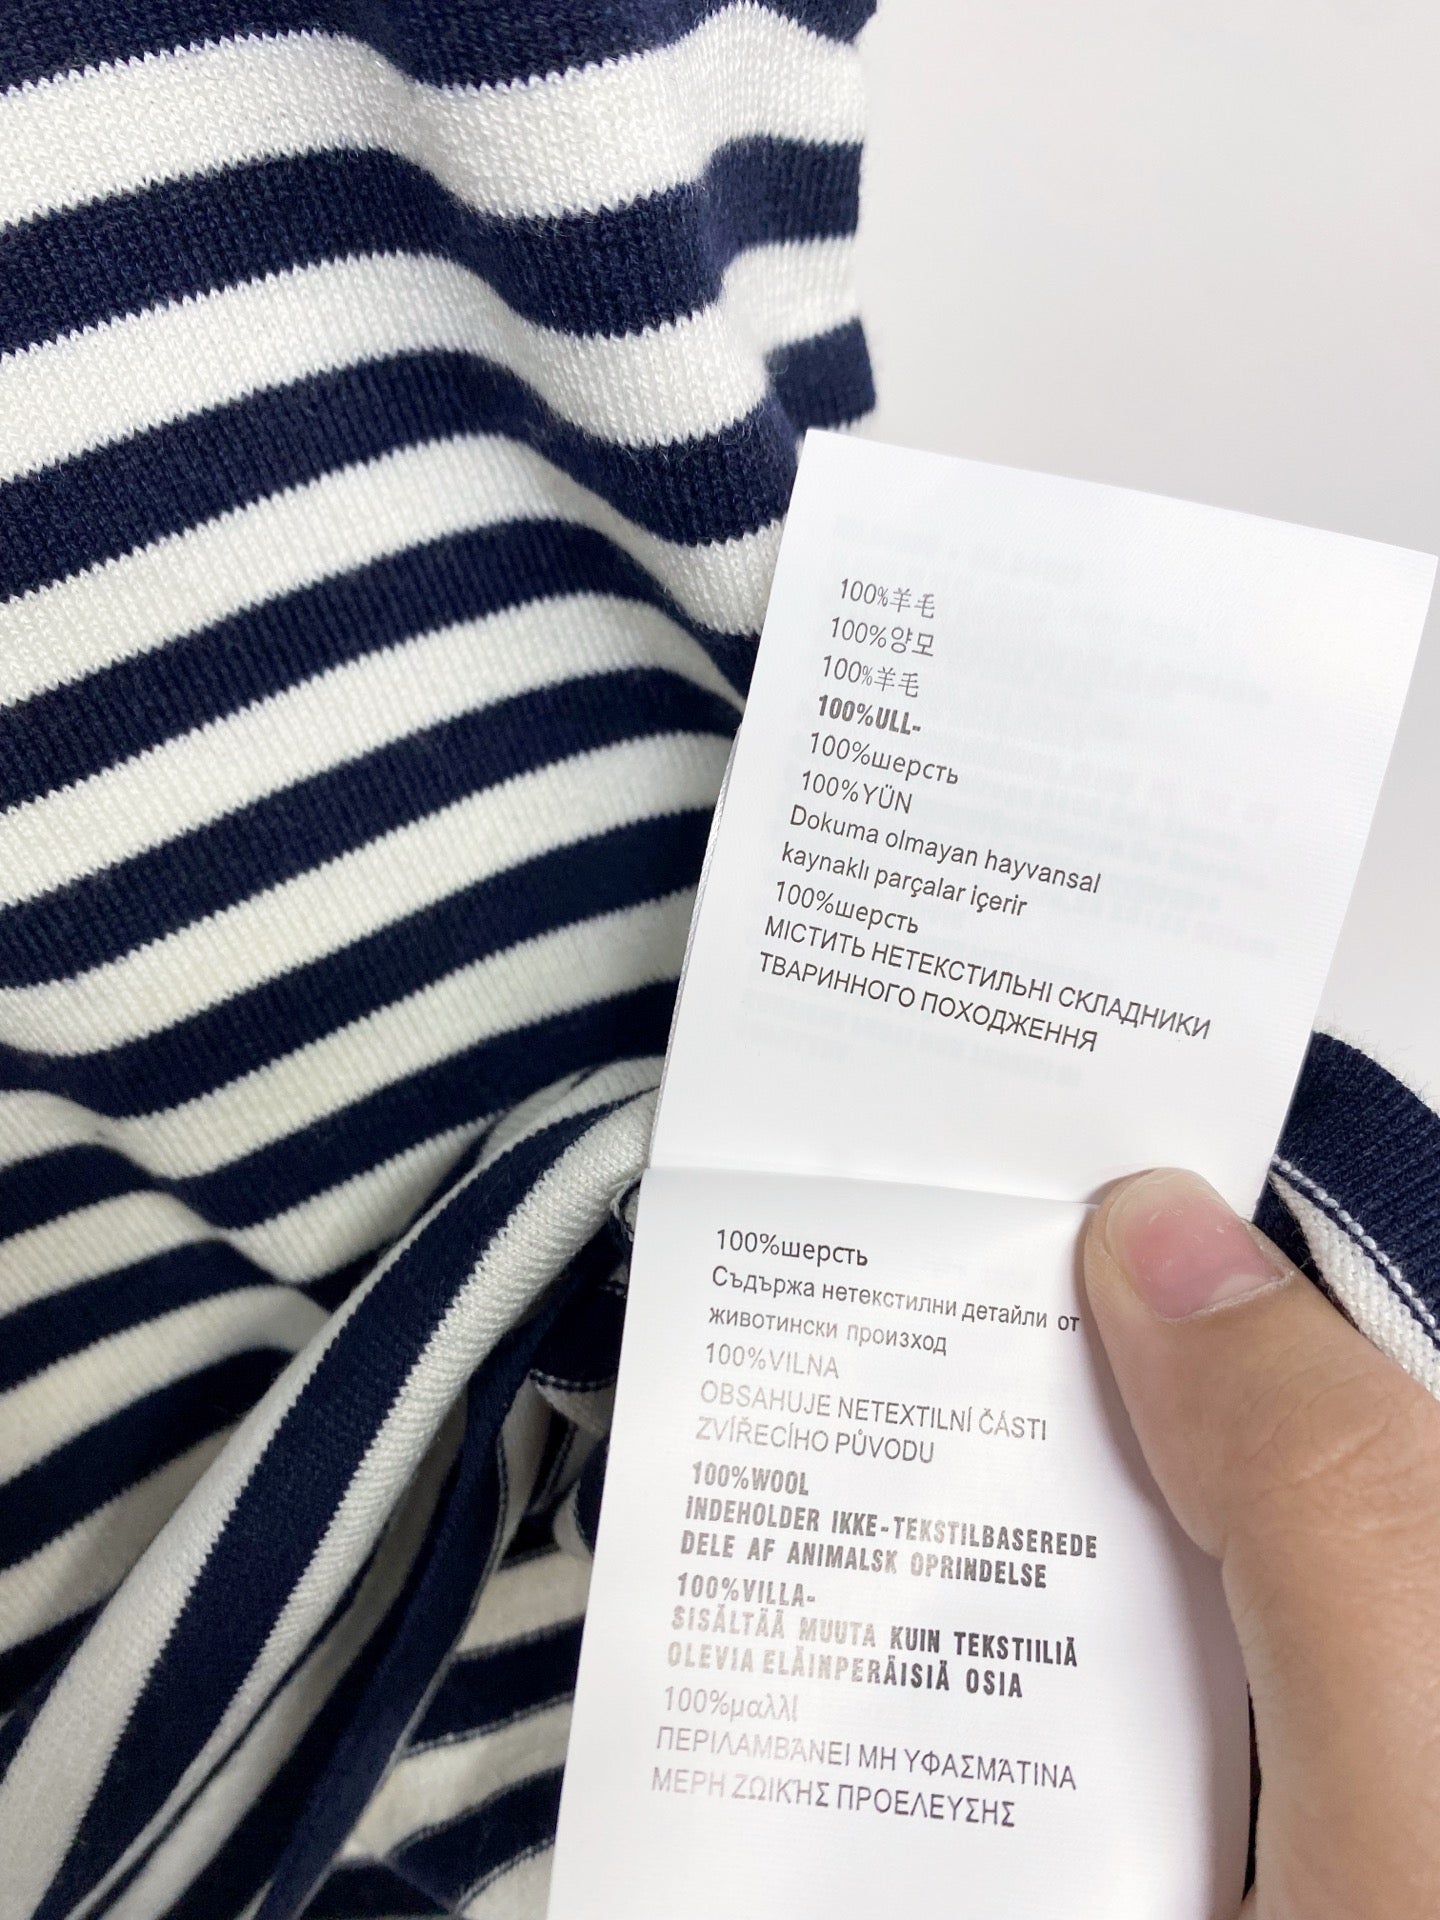 100%羊毛
100%양모
100%羊毛
100%ULL-
100%шерсть
100%YÜN
Dokuma olmayan hayvansal
kaynaklı parçalar içerir
100%шерсть
МІСТИТЬ НЕТЕКСТИЛЬНІ СКЛАДНИКИ
ТВАРИННОГО ПОХОДЖЕННЯ
100%шерсть
Съдържа нетекстилни детайли от
животински произход
100%VILNA
OBSAHUJE NETEXTILNÍ ČÁSTI
ZVÍŘECÍHO PŮVODU
100%WOOL
INDEHOLDER IKKE-TEKSTILBASEREDE
DELE AF ANIMALSK OPRINDELSE
100%VILLA-
SISÄLTÄÄ MUUTA KUIN TEKSTIILIÄ
OLEVIA ELÄINPERÄISIÄ OSIA
100%μαλλί
ΠΕΡΙΛΑΜΒΆΝΕΙ ΜΗ ΥΦΑΣΜΆΤΙΝΑ
ΜΕΡΗ ΖΩΙΚΉΣ ΠΡΟΕΛΕΥΣΗΣ